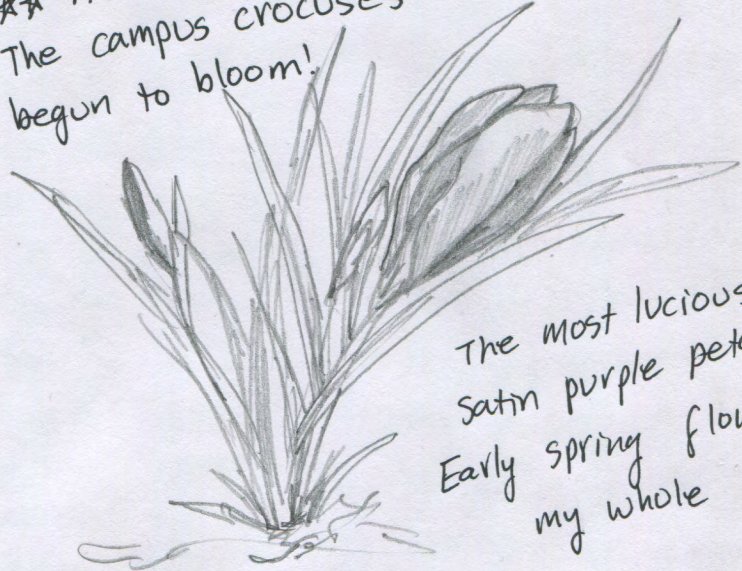 The campus crocuses
begun to bloom!
The most lucious
satin purple
Early spring
my whole